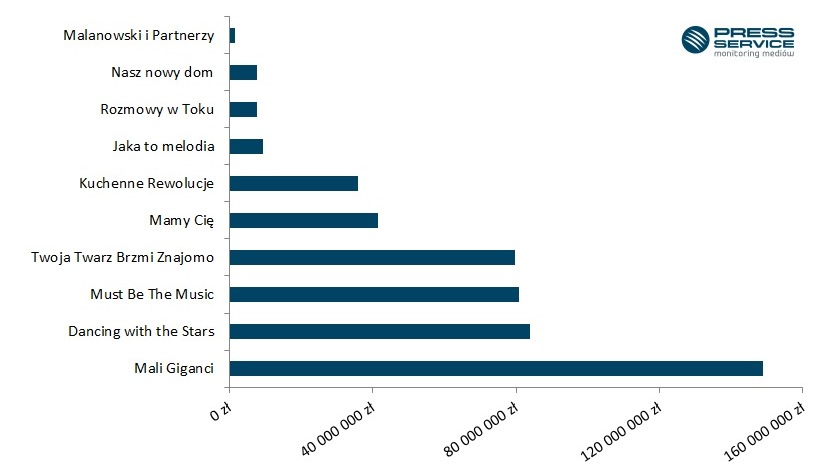 Malanowski i Partnerzy
Nasz nowy dom
Rozmowy w Toku
Jaka to melodia
Kuchenne Rewolucje
Mamy Cię
Twoja Twarz Brzmi Znajomo
Must Be The Music
Dancing with the Stars
Mali Giganci
0 zł
40 000 000 zł
80 000 000 zł
120 000 000 zł
160 000 000 zł
PRESS
SERVICE
monitoring mediów